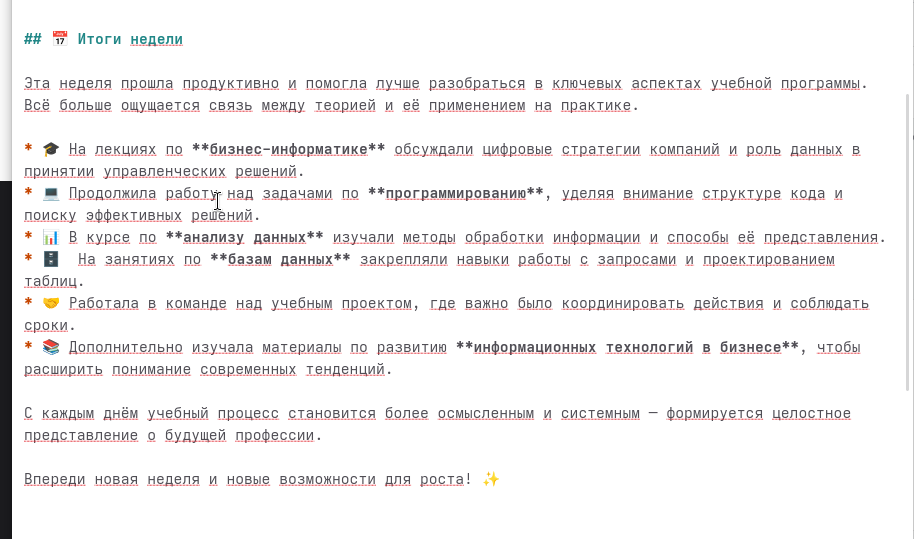 ## 📅 Итоги недели
Эта неделя прошла продуктивно и помогла лучше разобраться в ключевых аспектах учебной программы.
Всё больше ощущается связь между теорией и её применением на практике.
* 🎓 На лекциях по **бизнес-информатике** обсуждали цифровые стратегии компаний и роль данных в
принятии управленческих решений.
* 💻 Продолжила работу над задачами по **программированию**, уделяя внимание структуре кода и
поиску эффективных решений.
* 📊 В курсе по **анализу данных** изучали методы обработки информации и способы её представления.
* 🗄️ На занятиях по **базам данных** закрепляли навыки работы с запросами и проектированием
таблиц.
* 🤝 Работала в команде над учебным проектом, где важно было координировать действия и соблюдать
сроки.
* 📚 Дополнительно изучала материалы по развитию **информационных технологий в бизнесе**, чтобы
расширить понимание современных тенденций.
С каждым днём учебный процесс становится более осмысленным и системным — формируется целостное
представление о будущей профессии.
Впереди новая неделя и новые возможности для роста! ✨